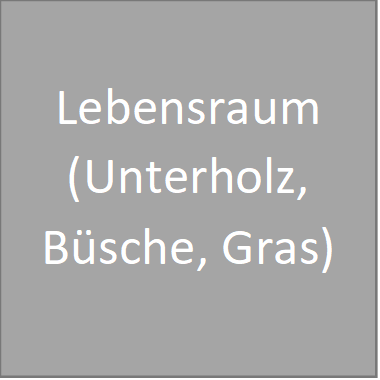 Lebensraum
(Unterholz,
Büsche, Gras)